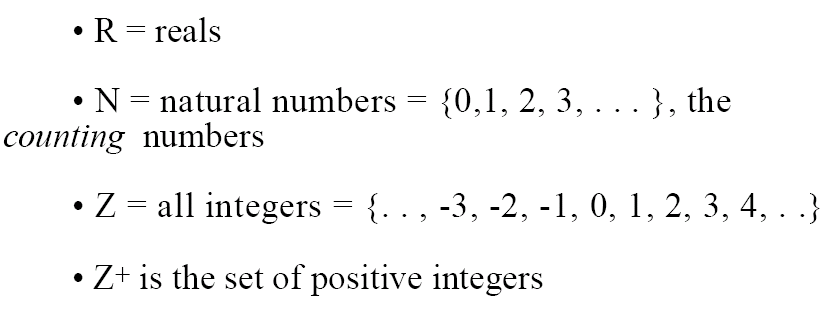 • R = reals
• N = natural numbers = {0,1, 2, 3, . . . }, the
counting numbers
• Z = all integers = {. . , -3, -2, -1, 0, 1, 2, 3, 4, . .}
• Z+ is the set of positive integers